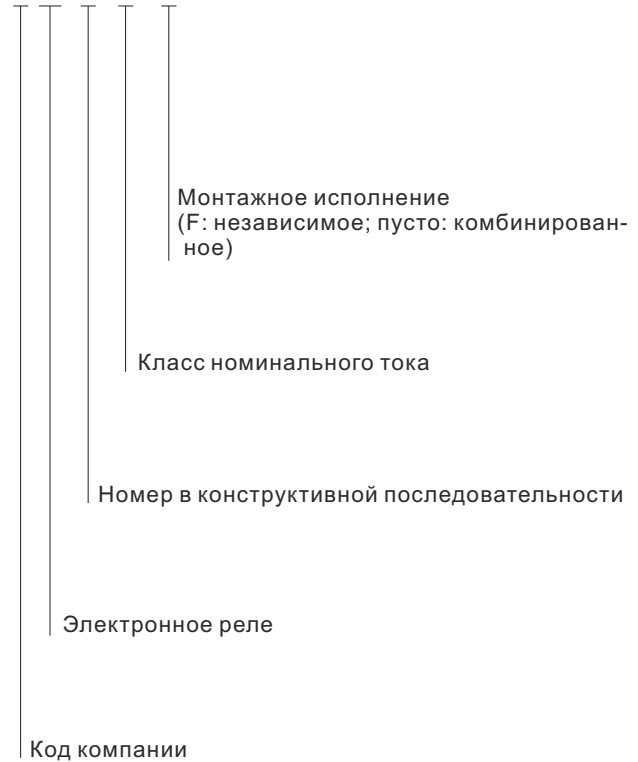 Монтажное исполнение
(F: независимое; пусто: комбинирован-
ное)
Класс номинального тока
Номер в конструктивной последовательности
Электронное реле
Код компании